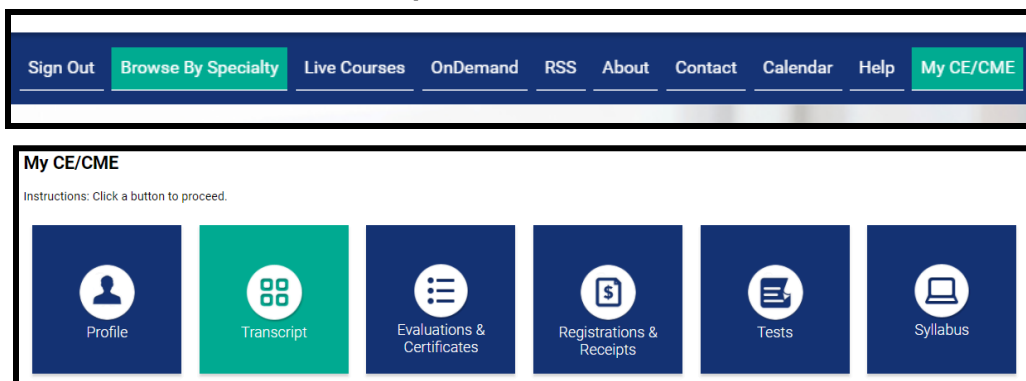 Sign Out Browse By Specialty Live Courses OnDemand RSS About Contact Calendar Help My CE/CME
My CE/CME
Instructions: Click a button to proceed.
Profile
Transcript
Evaluations &
Certificates
Registrations &
Receipts
Tests
Syllabus